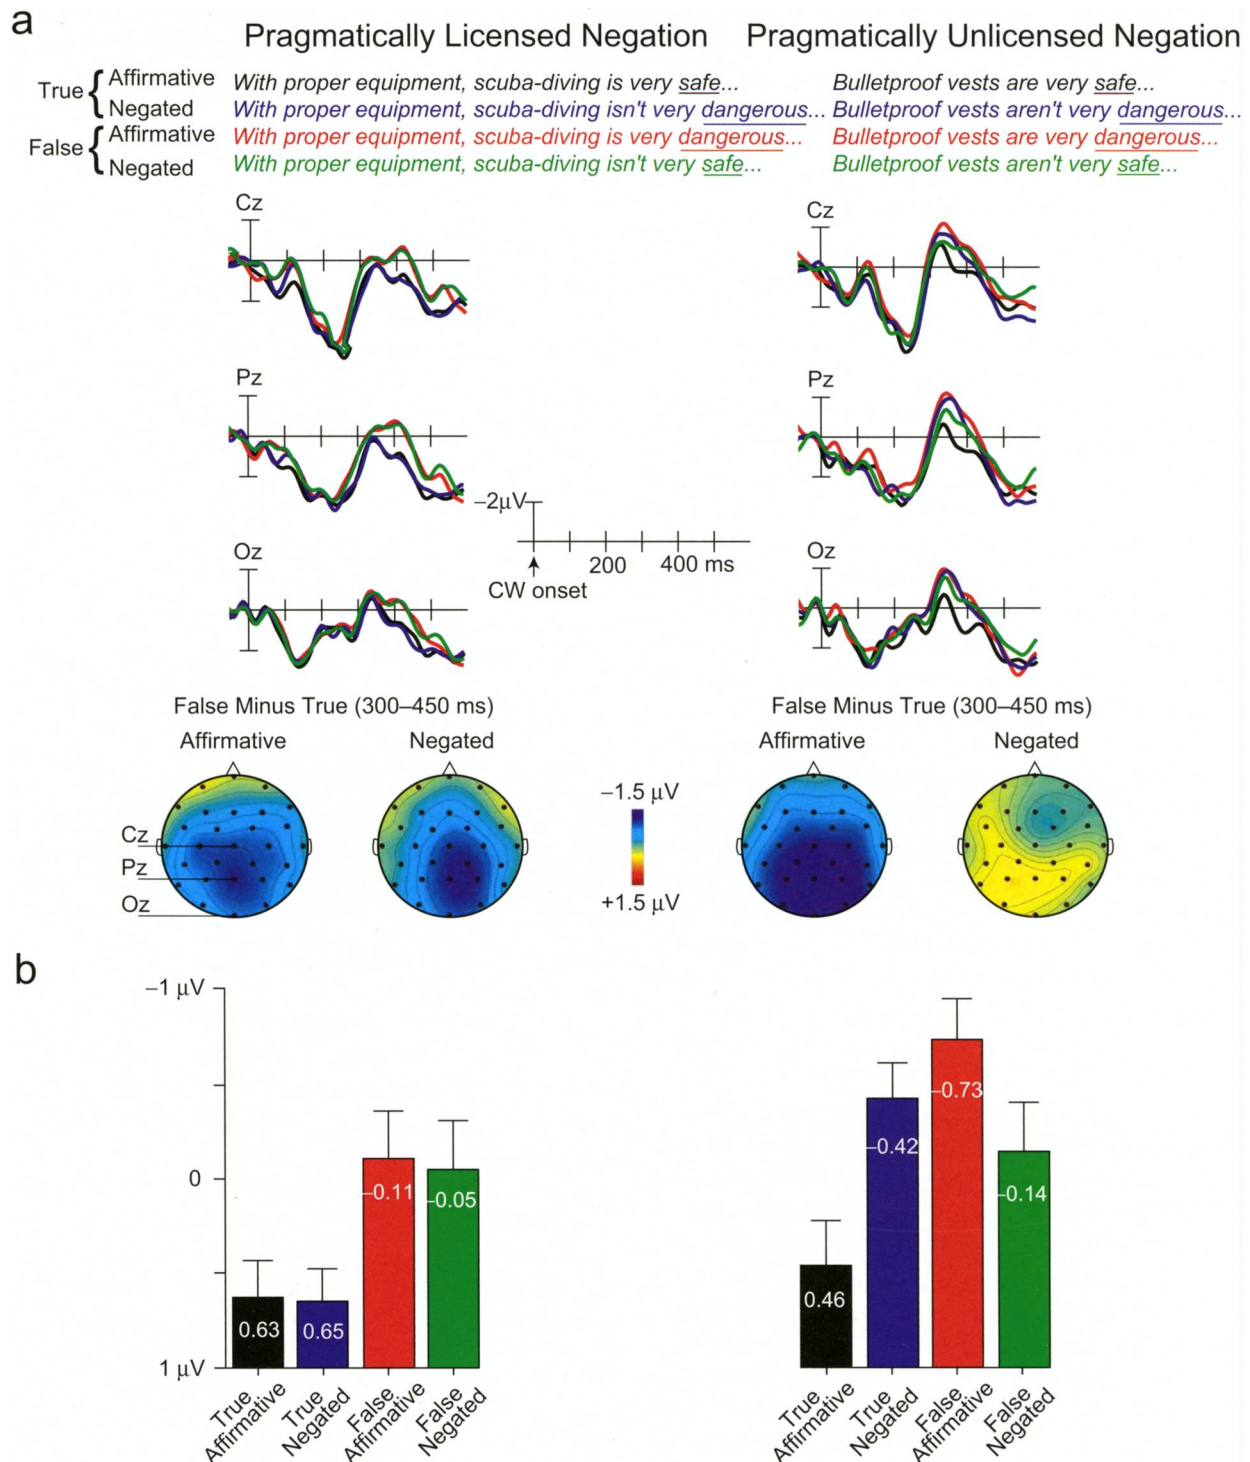 a
Pragmatically Licensed Negation
Pragmatically Unlicensed Negation
True { Affirmative With proper equipment, scuba-diving is very safe... Bulletproof vests are very safe...
Negated With proper equipment, scuba-diving isn't very dangerous... Bulletproof vests aren't very dangerous...
False { Affirmative With proper equipment, scuba-diving is very dangerous... Bulletproof vests are very dangerous...
Negated With proper equipment, scuba-diving isn't very safe... Bulletproof vests aren't very safe...
Cz
Cz
Pz
Pz
−2μV
200 400 ms
CW onset
Oz
Oz
False Minus True (300–450 ms)
False Minus True (300–450 ms)
Affirmative
Negated
Affirmative
Negated
−1.5 μV
+1.5 μV
Cz
Pz
Oz
b
−1 μV
0
1 μV
0.63
0.65
−0.11
−0.05
0.46
−0.42
−0.73
−0.14
True Affirmative
True Negated
False Affirmative
False Negated
True Affirmative
True Negated
False Affirmative
False Negated